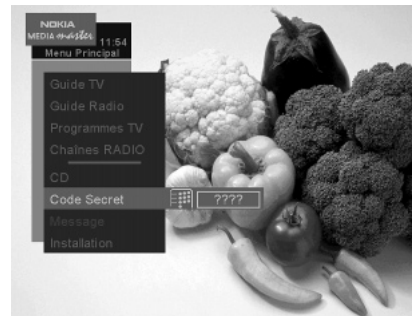 NOKIA
MEDIA master
11:54
Menu Principal
Guide TV
Guide Radio
Programmes TV
Chaînes RADIO
CD
Code Secret ????
Message
Installation